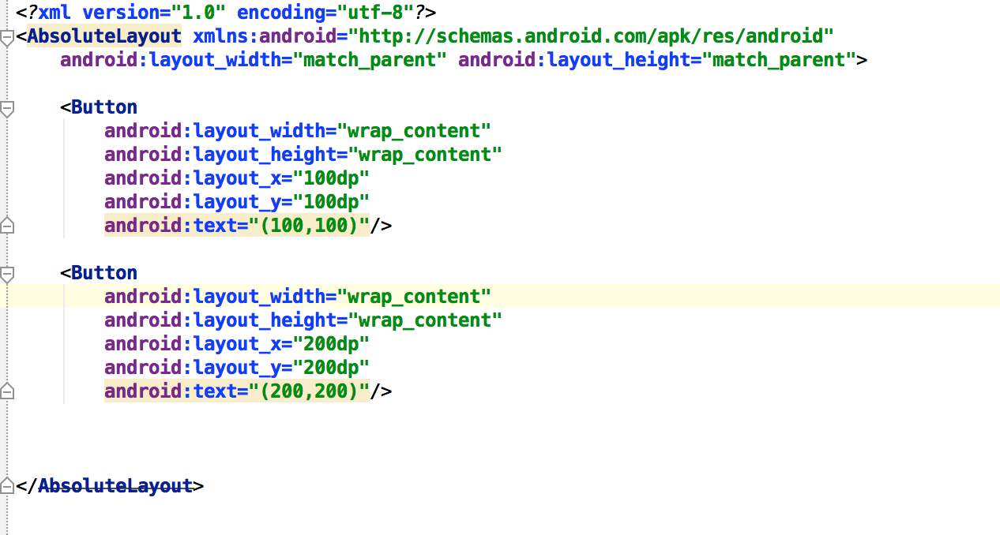 <?xml version="1.0" encoding="utf-8"?>
<AbsoluteLayout xmlns:android="http://schemas.android.com/apk/res/android"
    android:layout_width="match_parent" android:layout_height="match_parent">

    <Button
        android:layout_width="wrap_content"
        android:layout_height="wrap_content"
        android:layout_x="100dp"
        android:layout_y="100dp"
        android:text="(100,100)"/>

    <Button
        android:layout_width="wrap_content"
        android:layout_height="wrap_content"
        android:layout_x="200dp"
        android:layout_y="200dp"
        android:text="(200,200)"/>

</AbsoluteLayout>